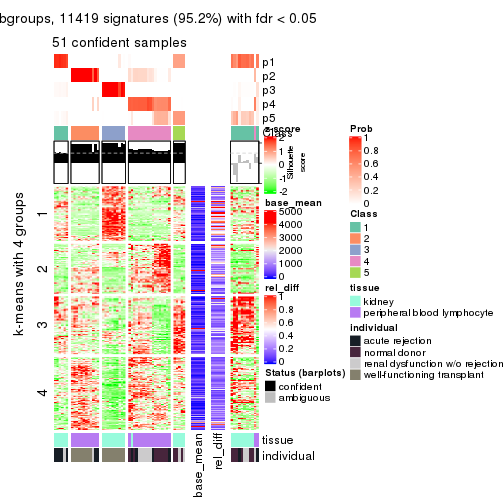 bgroups, 11419 signatures (95.2%) with fdr < 0.05
51 confident samples
p1
p2
p3
p4
p5
Class
Silhouette
score
k-means with 4 groups
1
2
3
4
tissue
individual
base_mean
rel_diff
z-score
2
1
0
-1
-2
base_mean
5000
4000
3000
2000
1000
0
rel_diff
1
0.8
0.6
0.4
0.2
0
Status (barplots)
confident
ambiguous
Prob
1
0.8
0.6
0.4
0.2
0
Class
1
2
3
4
5
tissue
kidney
peripheral blood lymphocyte
individual
acute rejection
normal donor
renal dysfunction w/o rejection
well-functioning transplant